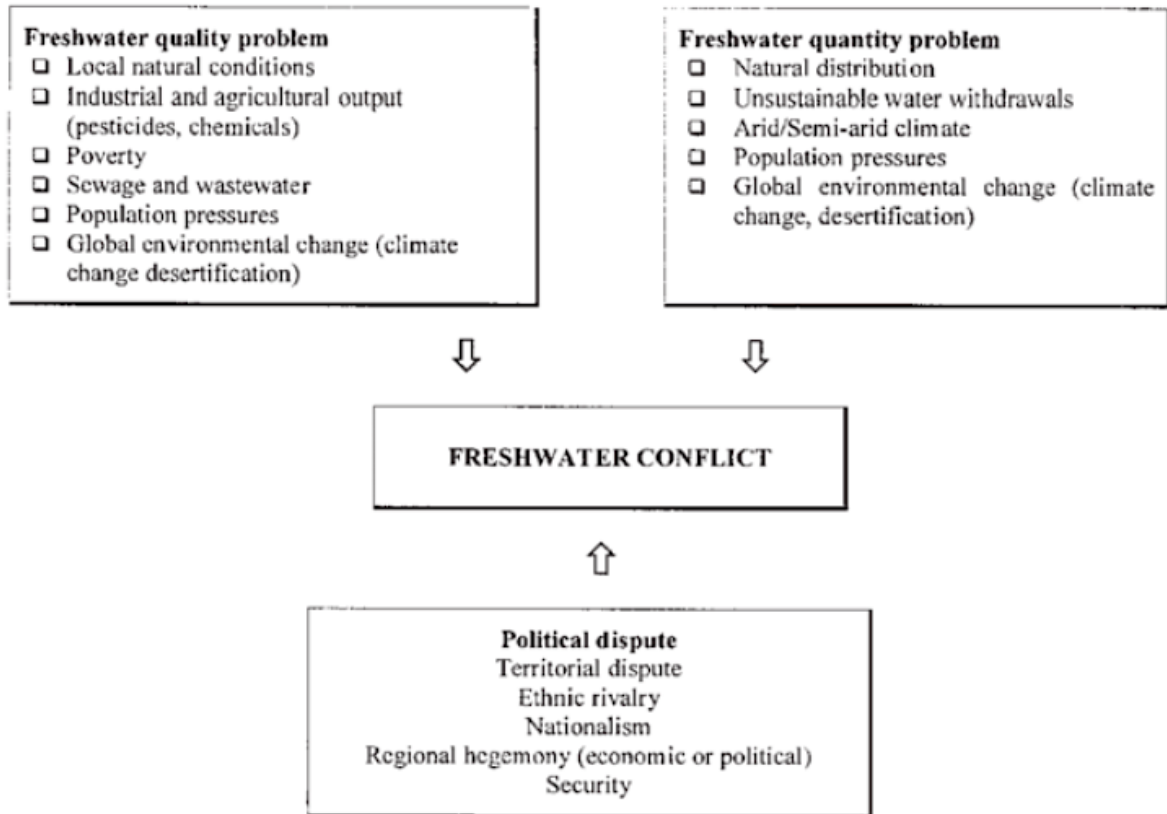 Freshwater quality problem
❑ Local natural conditions
❑ Industrial and agricultural output
(pesticides, chemicals)
❑ Poverty
❑ Sewage and wastewater
❑ Population pressures
❑ Global environmental change (climate
change desertification)
Freshwater quantity problem
❑ Natural distribution
❑ Unsustainable water withdrawals
❑ Arid/Semi-arid climate
❑ Population pressures
❑ Global environmental change (climate
change, desertification)
FRESHWATER CONFLICT
Political dispute
Territorial dispute
Ethnic rivalry
Nationalism
Regional hegemony (economic or political)
Security